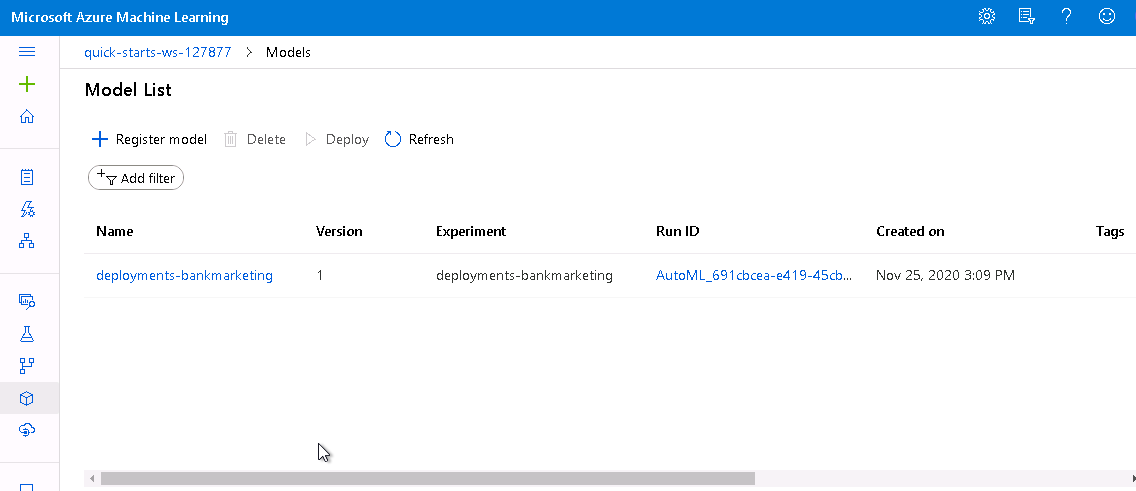 Microsoft Azure Machine Learning
quick-starts-ws-127877 > Models
Model List
Register model Delete Deploy Refresh
Add filter
Name Version Experiment Run ID Created on Tags
deployments-bankmarketing 1 deployments-bankmarketing AutoML_691cbcea-e419-45cb... Nov 25, 2020 3:09 PM